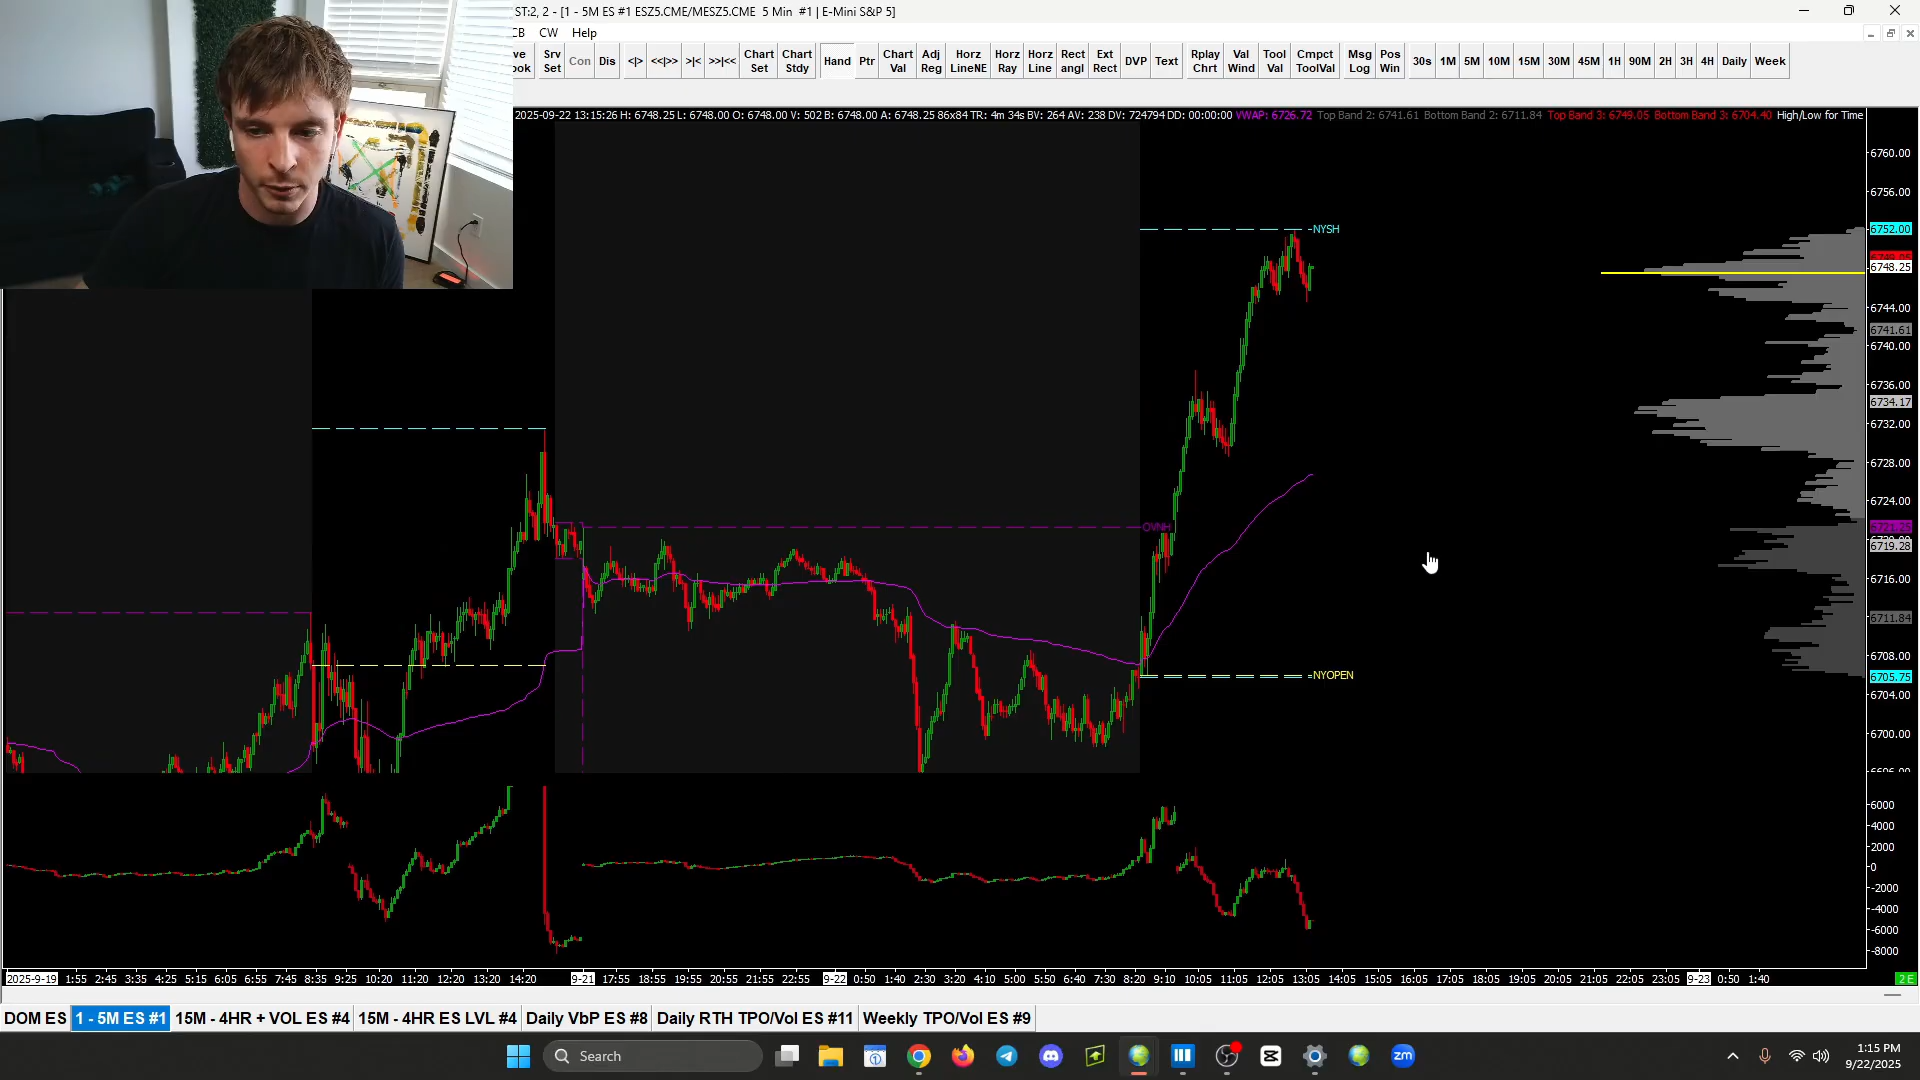 ST:2, 2 - [1 - 5M ES #1 ESZ5.CME/MESZ5.CME  5 Min  #1 | E-Mini S&P 5]
CB CW Help
Srv Set Con Dis <|> <<|>> >|< >>|<< Chart Set Chart Stdy Hand Ptr Chart Val Adj Reg Horz LineNE Horz Ray Horz Line Rect angl Ext Rect DVP Text Rplay Chrt Val Wind Tool Val Cmpct ToolVal Msg Log Pos Win 30s 1M 5M 10M 15M 30M 45M 1H 90M 2H 3H 4H Daily Week
2025-09-22 13:15:26 H: 6748.25 L: 6748.00 O: 6748.00 V: 502 B: 6748.00 A: 6748.25 86x84 TR: 4m 34s BV: 264 AV: 238 DV: 724794 DD: 00:00:00 VWAP: 6726.72 Top Band 2: 6741.61 Bottom Band 2: 6711.84 Top Band 3: 6749.05 Bottom Band 3: 6704.40 High/Low for Time
6760.00
6756.00
NYSH
6752.00
6748.25
6744.00
6741.61
6740.00
6736.00
6734.17
6732.00
6728.00
6724.00
OVNH
6721.25
6719.28
6716.00
6711.84
6708.00
NYOPEN
6705.75
6704.00
6700.00
6000
4000
2000
0
-2000
-4000
-6000
-8000
2025-9-19 1:55 2:45 3:35 4:25 5:15 6:05 6:55 7:45 8:35 9:25 10:20 11:20 12:20 13:20 14:20 9-21 17:55 18:55 19:55 20:55 21:55 22:55 9-22 0:50 1:40 2:30 3:20 4:10 5:00 5:50 6:40 7:30 8:20 9:10 10:05 11:05 12:05 13:05 14:05 15:05 16:05 17:05 18:05 19:05 20:05 21:05 22:05 23:05 9-23 0:50 1:40 2 E
DOM ES 1 - 5M ES #1 15M - 4HR + VOL ES #4 15M - 4HR ES LVL #4 Daily VbP ES #8 Daily RTH TPO/Vol ES #11 Weekly TPO/Vol ES #9
Search
zm
1:15 PM
9/22/2025